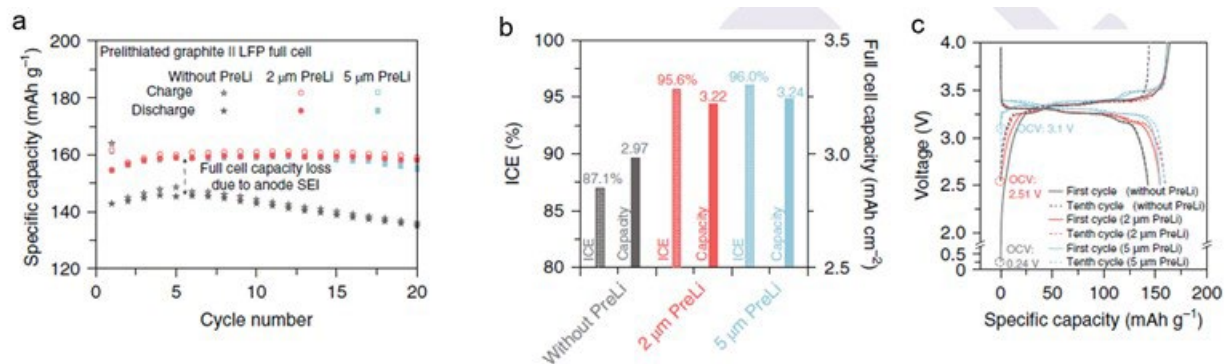 a
Prelithiated graphite II LFP full cell
Without PreLi 2 μm PreLi 5 μm PreLi
Charge
Discharge
Full cell capacity loss
due to anode SEI
200
180
160
140
120
Specific capacity (mAh g⁻¹)
0 5 10 15 20
Cycle number
b
100
95
90
85
80
ICE (%)
87.1%
2.97
95.6%
3.22
96.0%
3.24
ICE
Capacity
ICE
Capacity
ICE
Capacity
3.5
3.0
2.5
Full cell capacity (mAh cm⁻²)
Without PreLi
2 μm PreLi
5 μm PreLi
c
4.0
3.5
3.0
2.5
2.0
0.5
0
Voltage (V)
OCV: 3.1 V
OCV:
2.51 V
OCV:
0.24 V
First cycle (without PreLi)
Tenth cycle (without PreLi)
First cycle (2 μm PreLi)
Tenth cycle (2 μm PreLi)
First cycle (5 μm PreLi)
Tenth cycle (5 μm PreLi)
0 50 100 150 200
Specific capacity (mAh g⁻¹)